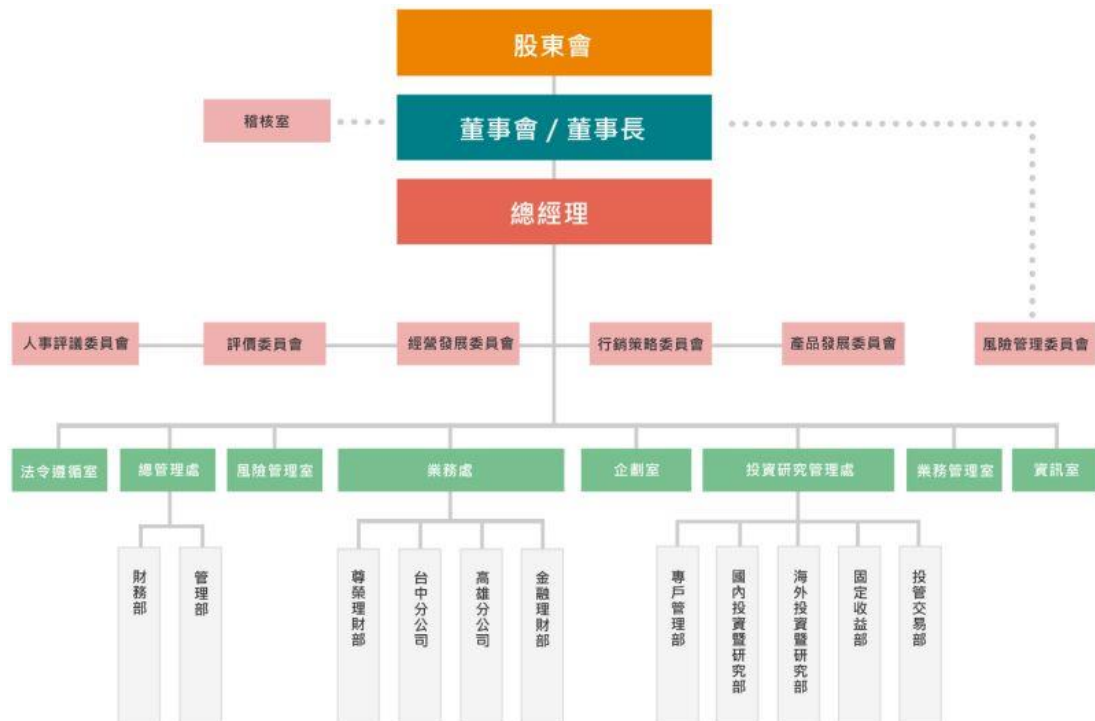 股東會
稽核室
董事會 / 董事長
總經理
人事評議委員會
評價委員會
經營發展委員會
行銷策略委員會
產品發展委員會
風險管理委員會
法令遵循室
總管理處
風險管理室
業務處
企劃室
投資研究管理處
業務管理室
資訊室
財務部
管理部
尊榮理財部
台中分公司
高雄分公司
金融理財部
專戶管理部
國內投資暨研究部
海外投資暨研究部
固定收益部
投管交易部